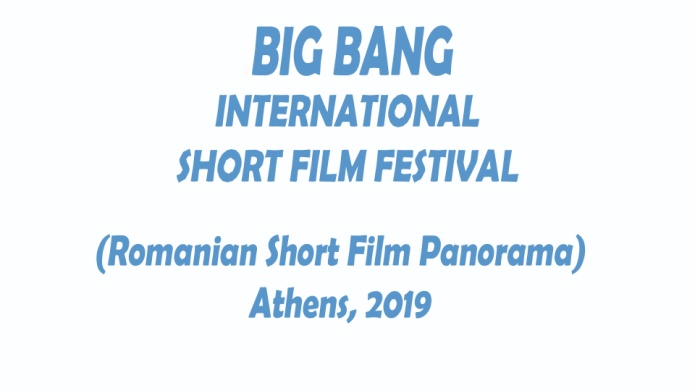 BIG BANG
INTERNATIONAL
SHORT FILM FESTIVAL
(Romanian Short Film Panorama)
Athens, 2019